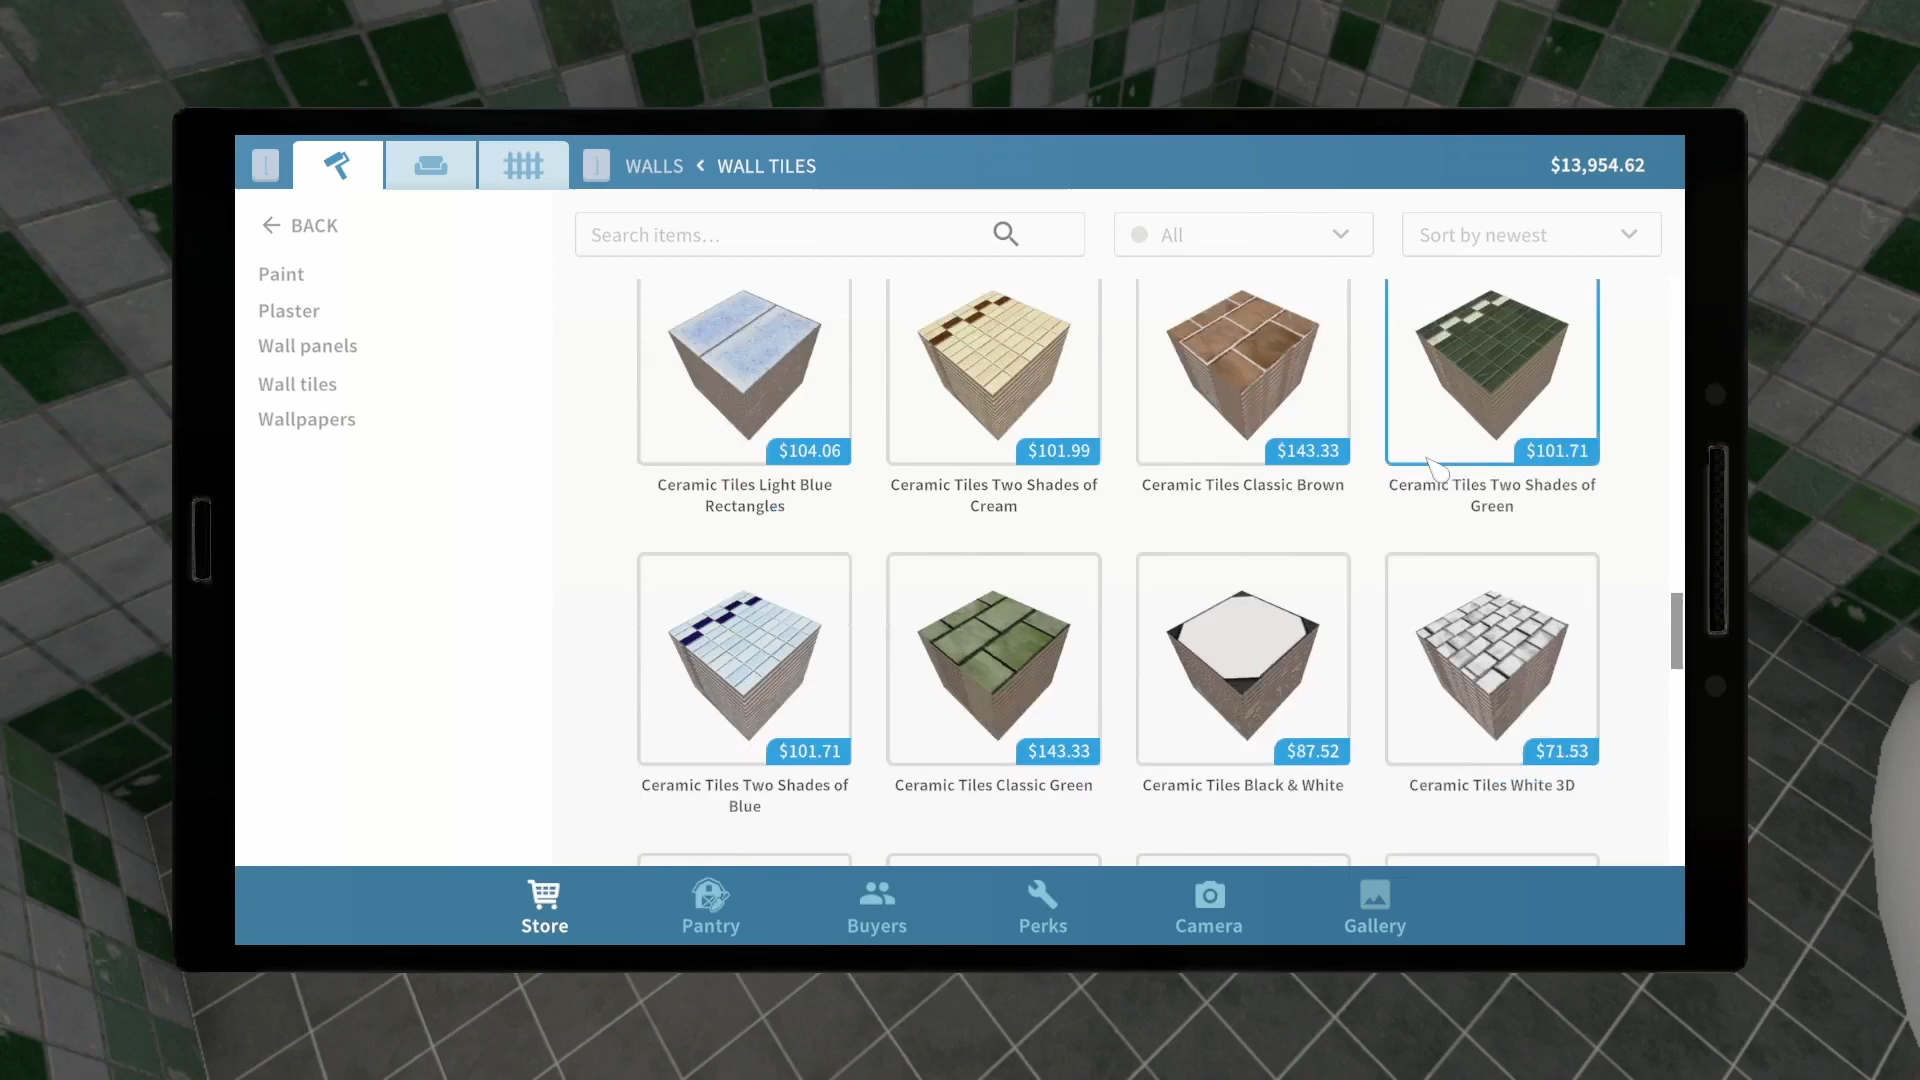 [
]
WALLS < WALL TILES
$13,954.62
BACK
Search items...
All
Sort by newest
Paint
Plaster
Wall panels
Wall tiles
Wallpapers
$104.06
$101.99
$143.33
$101.71
Ceramic Tiles Light Blue
Rectangles
Ceramic Tiles Two Shades of
Cream
Ceramic Tiles Classic Brown
Ceramic Tiles Two Shades of
Green
$101.71
$143.33
$87.52
$71.53
Ceramic Tiles Two Shades of
Blue
Ceramic Tiles Classic Green
Ceramic Tiles Black & White
Ceramic Tiles White 3D
Store
Pantry
Buyers
Perks
Camera
Gallery